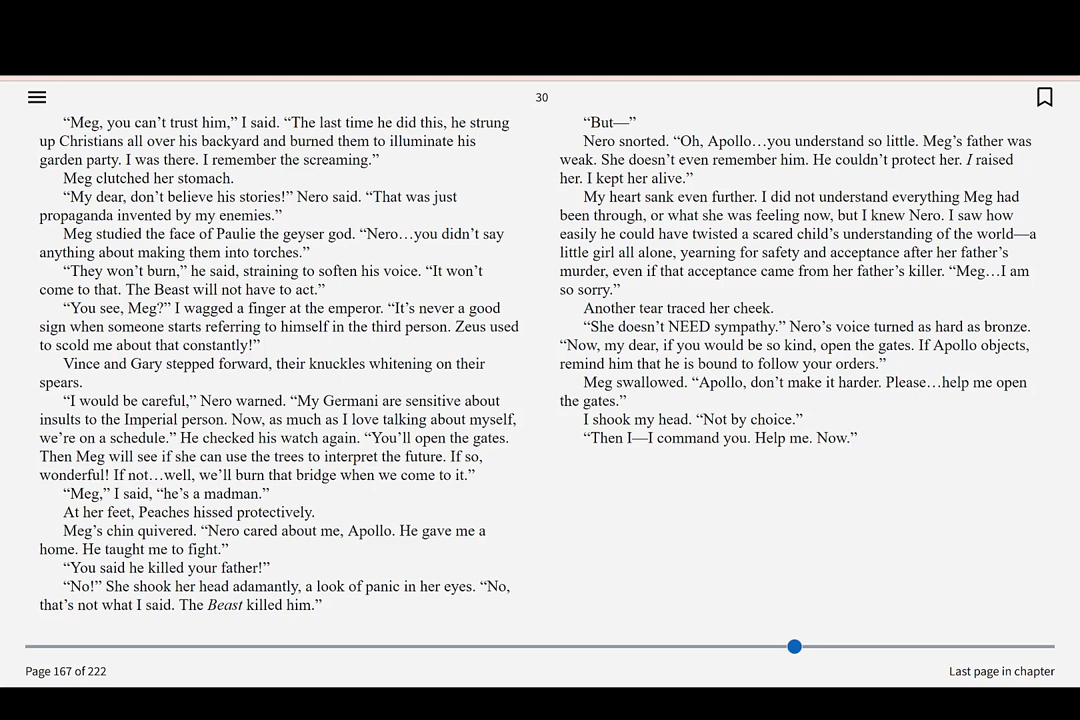 30
“Meg, you can’t trust him,” I said. “The last time he did this, he strung
up Christians all over his backyard and burned them to illuminate his
garden party. I was there. I remember the screaming.”
Meg clutched her stomach.
“My dear, don’t believe his stories!” Nero said. “That was just
propaganda invented by my enemies.”
Meg studied the face of Paulie the geyser god. “Nero…you didn’t say
anything about making them into torches.”
“They won’t burn,” he said, straining to soften his voice. “It won’t
come to that. The Beast will not have to act.”
“You see, Meg?” I wagged a finger at the emperor. “It’s never a good
sign when someone starts referring to himself in the third person. Zeus used
to scold me about that constantly!”
Vince and Gary stepped forward, their knuckles whitening on their
spears.
“I would be careful,” Nero warned. “My Germani are sensitive about
insults to the Imperial person. Now, as much as I love talking about myself,
we’re on a schedule.” He checked his watch again. “You’ll open the gates.
Then Meg will see if she can use the trees to interpret the future. If so,
wonderful! If not…well, we’ll burn that bridge when we come to it.”
“Meg,” I said, “he’s a madman.”
At her feet, Peaches hissed protectively.
Meg’s chin quivered. “Nero cared about me, Apollo. He gave me a
home. He taught me to fight.”
“You said he killed your father!”
“No!” She shook her head adamantly, a look of panic in her eyes. “No,
that’s not what I said. The Beast killed him.”
“But—”
Nero snorted. “Oh, Apollo…you understand so little. Meg’s father was
weak. She doesn’t even remember him. He couldn’t protect her. I raised
her. I kept her alive.”
My heart sank even further. I did not understand everything Meg had
been through, or what she was feeling now, but I knew Nero. I saw how
easily he could have twisted a scared child’s understanding of the world—a
little girl all alone, yearning for safety and acceptance after her father’s
murder, even if that acceptance came from her father’s killer. “Meg…I am
so sorry.”
Another tear traced her cheek.
“She doesn’t NEED sympathy.” Nero’s voice turned as hard as bronze.
“Now, my dear, if you would be so kind, open the gates. If Apollo objects,
remind him that he is bound to follow your orders.”
Meg swallowed. “Apollo, don’t make it harder. Please…help me open
the gates.”
I shook my head. “Not by choice.”
“Then I—I command you. Help me. Now.”
Page 167 of 222
Last page in chapter